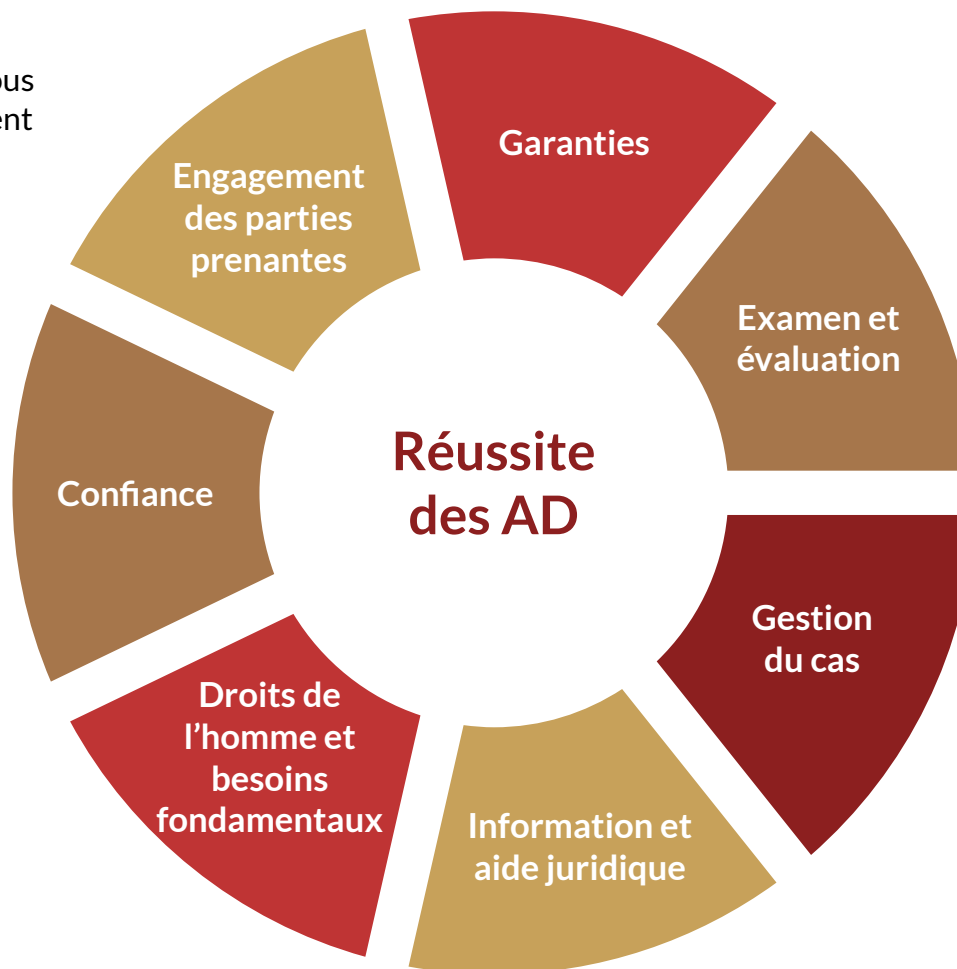 Garanties
Examen et
évaluation
Gestion
du cas
Information et
aide juridique
Droits de
l'homme et
besoins
fondamentaux
Confiance
Engagement
des parties
prenantes
Réussite
des AD